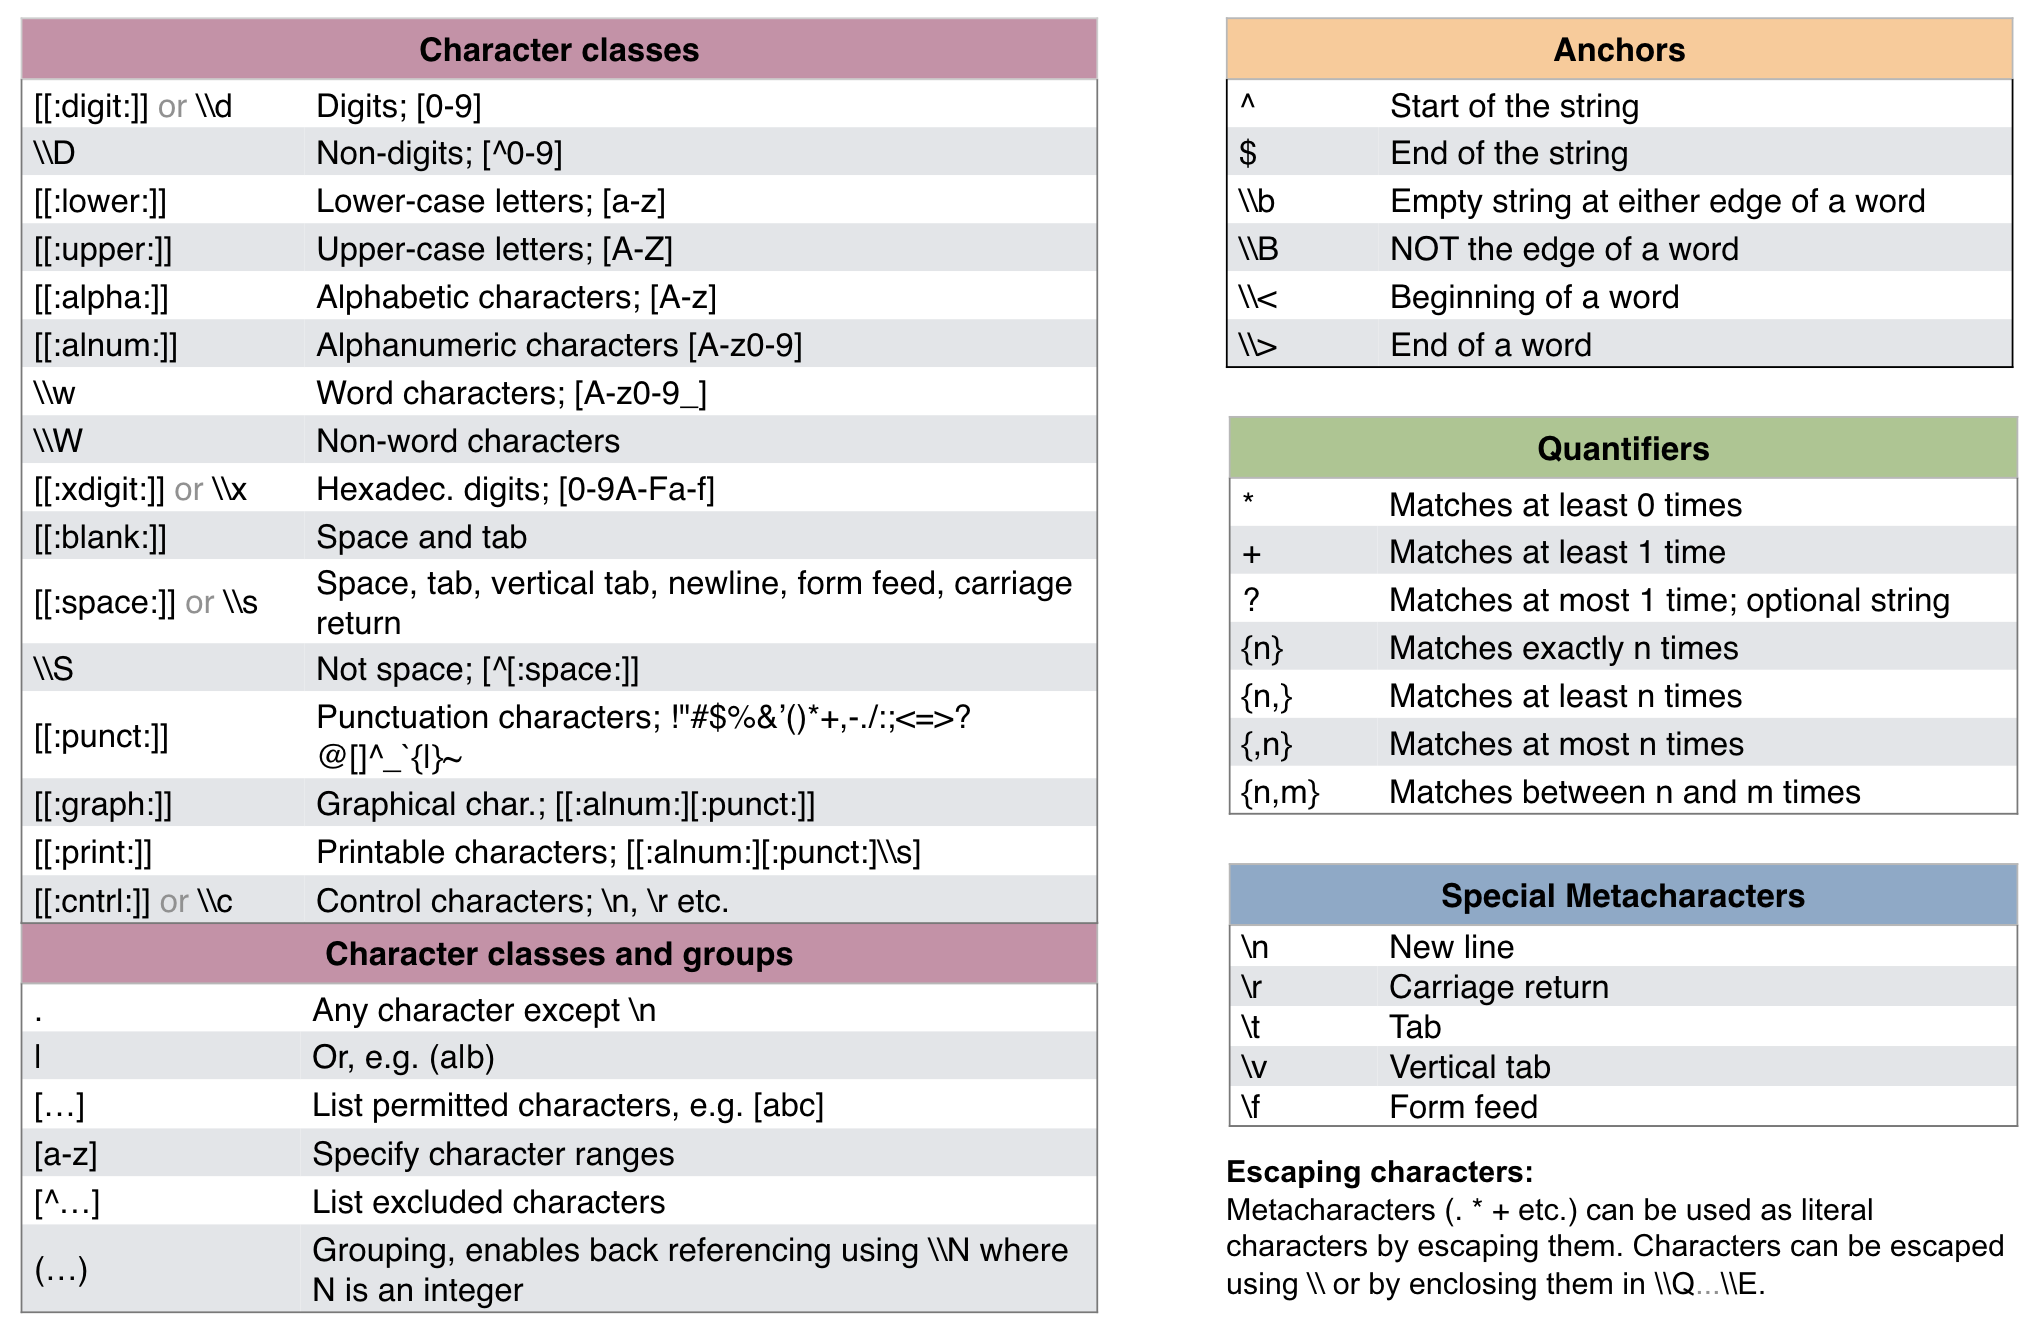 Character classes
[[:digit:]] or \\d Digits; [0-9]
\\D Non-digits; [^0-9]
[[:lower:]] Lower-case letters; [a-z]
[[:upper:]] Upper-case letters; [A-Z]
[[:alpha:]] Alphabetic characters; [A-z]
[[:alnum:]] Alphanumeric characters [A-z0-9]
\\w Word characters; [A-z0-9_]
\\W Non-word characters
[[:xdigit:]] or \\x Hexadec. digits; [0-9A-Fa-f]
[[:blank:]] Space and tab
[[:space:]] or \\s Space, tab, vertical tab, newline, form feed, carriage
return
\\S Not space; [^[:space:]]
[[:punct:]] Punctuation characters; !"#$%&’()*+,-./:;<=>?
@[]^_`{|}~
[[:graph:]] Graphical char.; [[:alnum:][:punct:]]
[[:print:]] Printable characters; [[:alnum:][:punct:]\\s]
[[:cntrl:]] or \\c Control characters; \n, \r etc.
Character classes and groups
. Any character except \n
| Or, e.g. (a|b)
[…] List permitted characters, e.g. [abc]
[a-z] Specify character ranges
[^…] List excluded characters
(…) Grouping, enables back referencing using \\N where
N is an integer
Anchors
^ Start of the string
$ End of the string
\\b Empty string at either edge of a word
\\B NOT the edge of a word
\\< Beginning of a word
\\> End of a word
Quantifiers
* Matches at least 0 times
+ Matches at least 1 time
? Matches at most 1 time; optional string
{n} Matches exactly n times
{n,} Matches at least n times
{,n} Matches at most n times
{n,m} Matches between n and m times
Special Metacharacters
\n New line
\r Carriage return
\t Tab
\v Vertical tab
\f Form feed
Escaping characters:
Metacharacters (. * + etc.) can be used as literal
characters by escaping them. Characters can be escaped
using \\ or by enclosing them in \\Q...\\E.